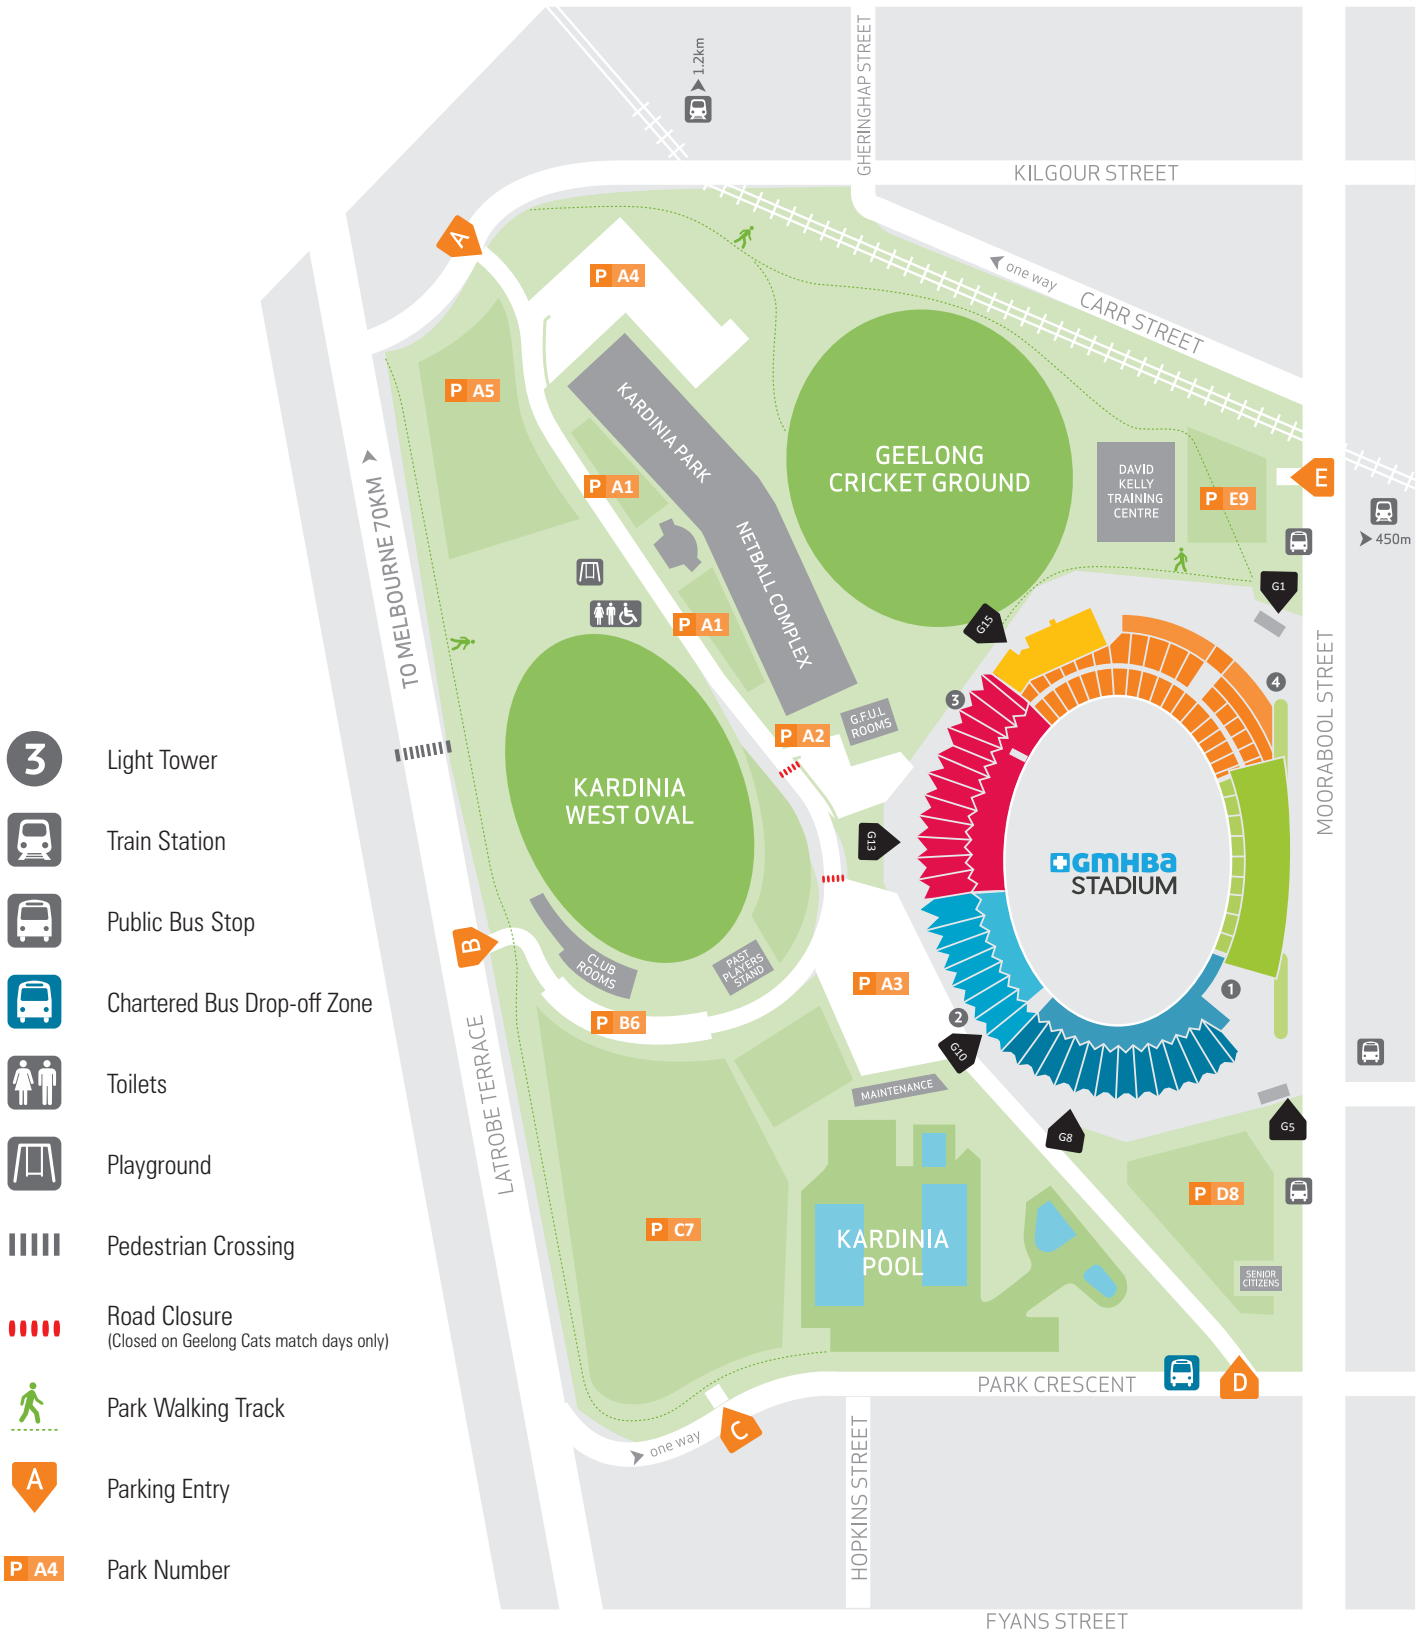 1.2km
GHERINGHAP STREET
KILGOUR STREET
A
P A4
one way
CARR STREET
P A5
KARDINIA PARK
NETBALL COMPLEX
GEELONG
CRICKET GROUND
DAVID
KELLY
TRAINING
CENTRE
P E9
E
450m
P A1
TO MELBOURNE 70KM
G1
P A1
G15
MOORABOOL STREET
4
3
G.F.U.L
ROOMS
P A2
KARDINIA
WEST OVAL
G13
GMHBA
STADIUM
B
CLUB
ROOMS
PAST
PLAYERS
STAND
P A3
1
2
P B6
G10
LATROBE TERRACE
MAINTENANCE
G8
G5
P D8
P C7
KARDINIA
POOL
SENIOR
CITIZENS
PARK CRESCENT
D
C
one way
HOPKINS STREET
FYANS STREET
3 Light Tower
Train Station
Public Bus Stop
Chartered Bus Drop-off Zone
Toilets
Playground
Pedestrian Crossing
Road Closure
(Closed on Geelong Cats match days only)
Park Walking Track
A Parking Entry
P A4 Park Number